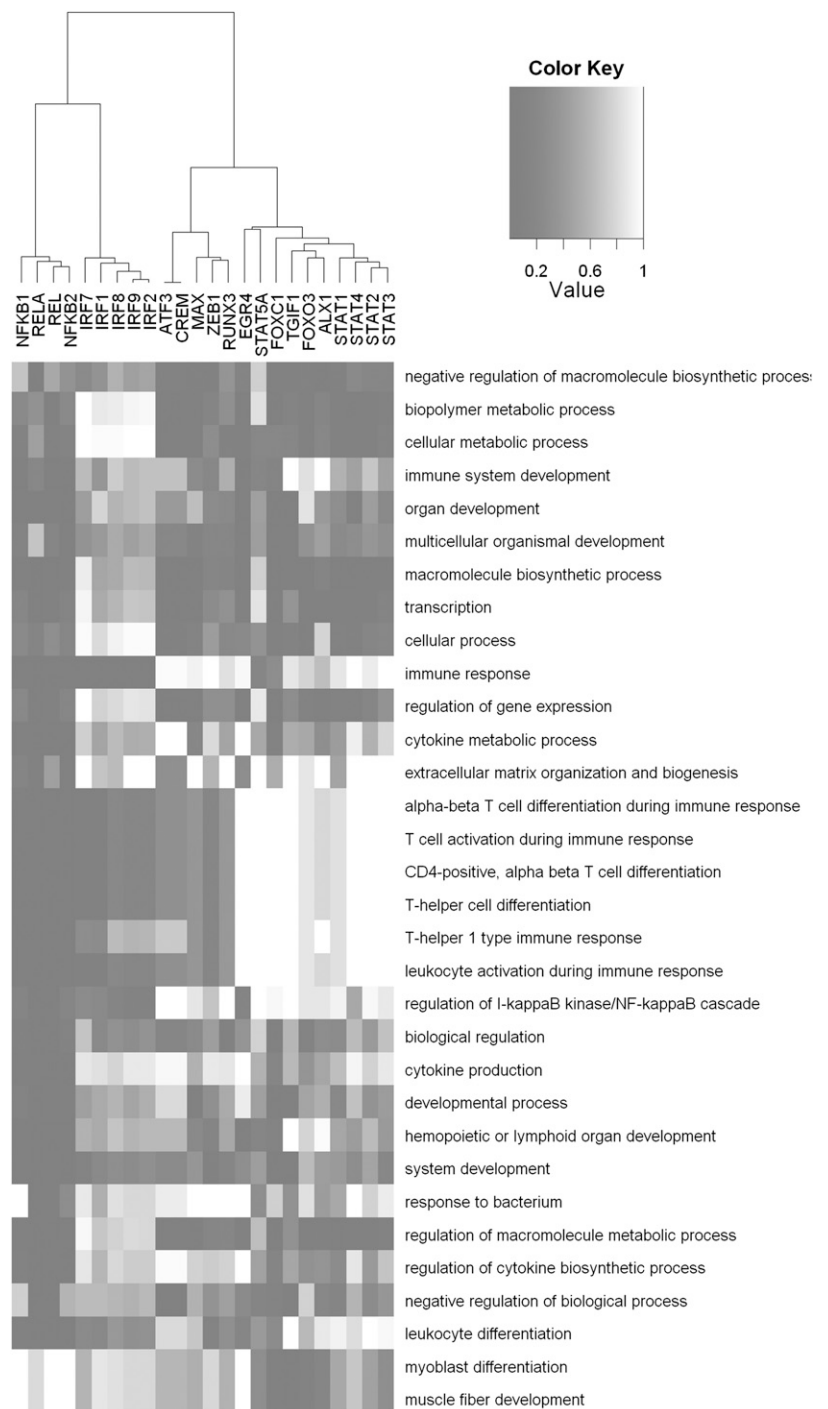 Color Key
0.2 0.6 1
Value
NFKB1
RELA
REL
NFKB2
IRF7
IRF1
IRF8
IRF9
IRF2
ATF3
CREM
MAX
ZEB1
RUNX3
EGR4
STAT5A
FOXC1
TGIF1
FOXO3
ALX1
STAT1
STAT4
STAT2
STAT3
negative regulation of macromolecule biosynthetic proces
biopolymer metabolic process
cellular metabolic process
immune system development
organ development
multicellular organismal development
macromolecule biosynthetic process
transcription
cellular process
immune response
regulation of gene expression
cytokine metabolic process
extracellular matrix organization and biogenesis
alpha-beta T cell differentiation during immune response
T cell activation during immune response
CD4-positive, alpha beta T cell differentiation
T-helper cell differentiation
T-helper 1 type immune response
leukocyte activation during immune response
regulation of I-kappaB kinase/NF-kappaB cascade
biological regulation
cytokine production
developmental process
hemopoietic or lymphoid organ development
system development
response to bacterium
regulation of macromolecule metabolic process
regulation of cytokine biosynthetic process
negative regulation of biological process
leukocyte differentiation
myoblast differentiation
muscle fiber development